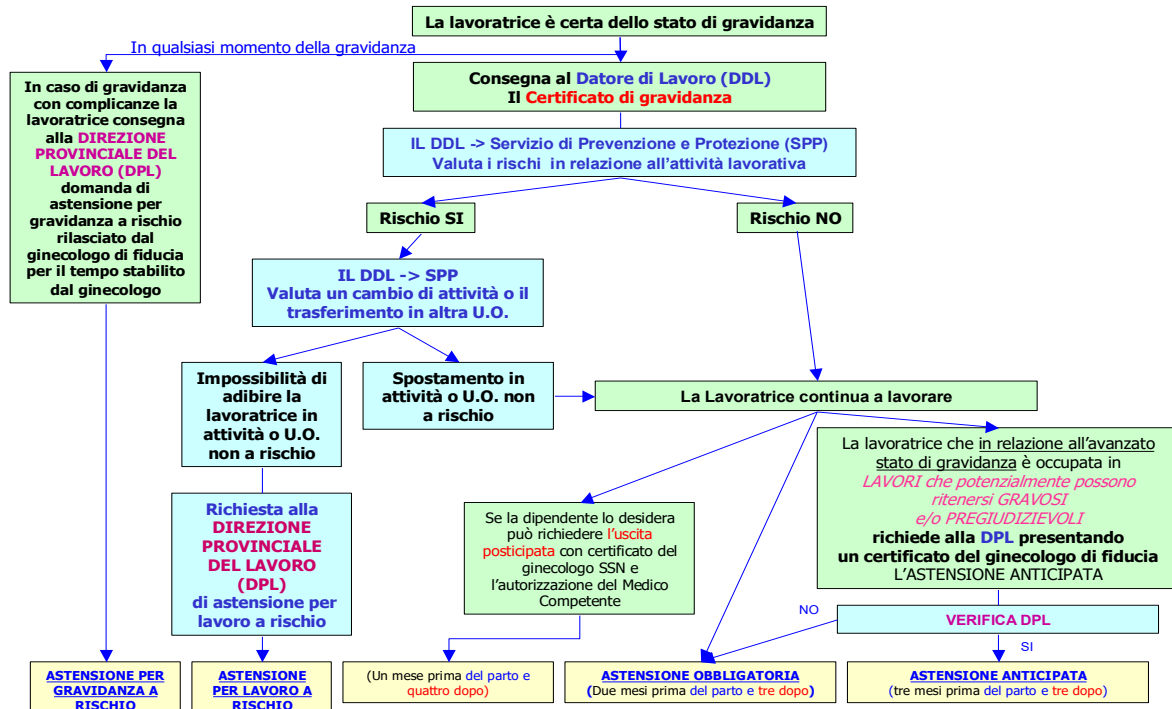 La lavoratrice è certa dello stato di gravidanza
In qualsiasi momento della gravidanza
In caso di gravidanza
con complicanze la
lavoratrice consegna
alla DIREZIONE
PROVINCIALE DEL
LAVORO (DPL)
domanda di
astensione per
gravidanza a rischio
rilasciato dal
ginecologo di fiducia
per il tempo stabilito
dal ginecologo
Consegna al Datore di Lavoro (DDL)
Il Certificato di gravidanza
IL DDL -> Servizio di Prevenzione e Protezione (SPP)
Valuta i rischi in relazione all'attività lavorativa
Rischio SI
Rischio NO
IL DDL -> SPP
Valuta un cambio di attività o il
trasferimento in altra U.O.
Impossibilità di
adibire la
lavoratrice in
attività o U.O.
non a rischio
Spostamento in
attività o U.O. non
a rischio
La Lavoratrice continua a lavorare
Richiesta alla
DIREZIONE
PROVINCIALE
DEL LAVORO
(DPL)
di astensione per
lavoro a rischio
Se la dipendente lo desidera
può richiedere l'uscita
posticipata con certificato del
ginecologo SSN e
l'autorizzazione del Medico
Competente
La lavoratrice che in relazione all'avanzato
stato di gravidanza è occupata in
LAVORI che potenzialmente possono
ritenersi GRAVOSI
e/o PREGIUDIZIEVOLI
richiede alla DPL presentando
un certificato del ginecologo di fiducia
L'ASTENSIONE ANTICIPATA
NO
VERIFICA DPL
SI
ASTENSIONE PER
GRAVIDANZA A
RISCHIO
ASTENSIONE
PER LAVORO A
RISCHIO
(Un mese prima del parto e
quattro dopo)
ASTENSIONE OBBLIGATORIA
(Due mesi prima del parto e tre dopo)
ASTENSIONE ANTICIPATA
(tre mesi prima del parto e tre dopo)